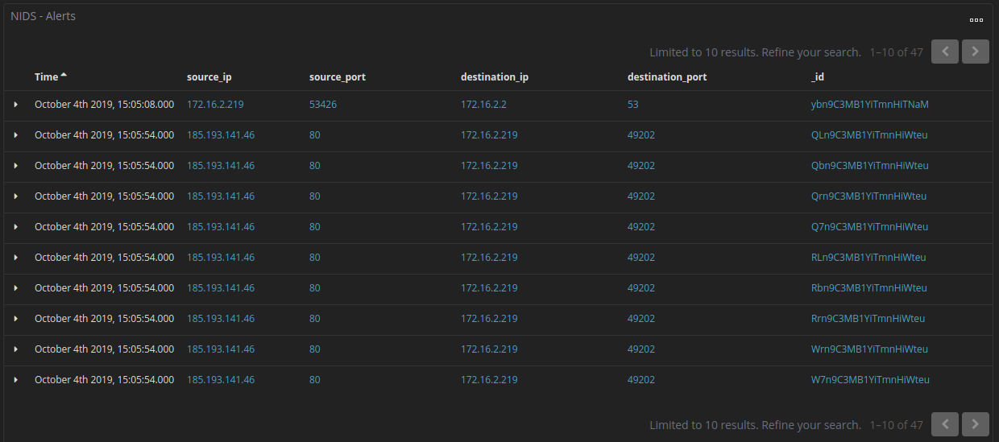 NIDS - Alerts
Limited to 10 results. Refine your search. 1–10 of 47
Time source_ip source_port destination_ip destination_port _id
October 4th 2019, 15:05:08.000 172.16.2.219 53426 172.16.2.2 53 ybn9C3MB1YiTmnHiTNaM
October 4th 2019, 15:05:54.000 185.193.141.46 80 172.16.2.219 49202 QLn9C3MB1YiTmnHiWteu
October 4th 2019, 15:05:54.000 185.193.141.46 80 172.16.2.219 49202 Qbn9C3MB1YiTmnHiWteu
October 4th 2019, 15:05:54.000 185.193.141.46 80 172.16.2.219 49202 Qrn9C3MB1YiTmnHiWteu
October 4th 2019, 15:05:54.000 185.193.141.46 80 172.16.2.219 49202 Q7n9C3MB1YiTmnHiWteu
October 4th 2019, 15:05:54.000 185.193.141.46 80 172.16.2.219 49202 RLn9C3MB1YiTmnHiWteu
October 4th 2019, 15:05:54.000 185.193.141.46 80 172.16.2.219 49202 Rbn9C3MB1YiTmnHiWteu
October 4th 2019, 15:05:54.000 185.193.141.46 80 172.16.2.219 49202 Rrn9C3MB1YiTmnHiWteu
October 4th 2019, 15:05:54.000 185.193.141.46 80 172.16.2.219 49202 Wrn9C3MB1YiTmnHiWteu
October 4th 2019, 15:05:54.000 185.193.141.46 80 172.16.2.219 49202 W7n9C3MB1YiTmnHiWteu
Limited to 10 results. Refine your search. 1–10 of 47